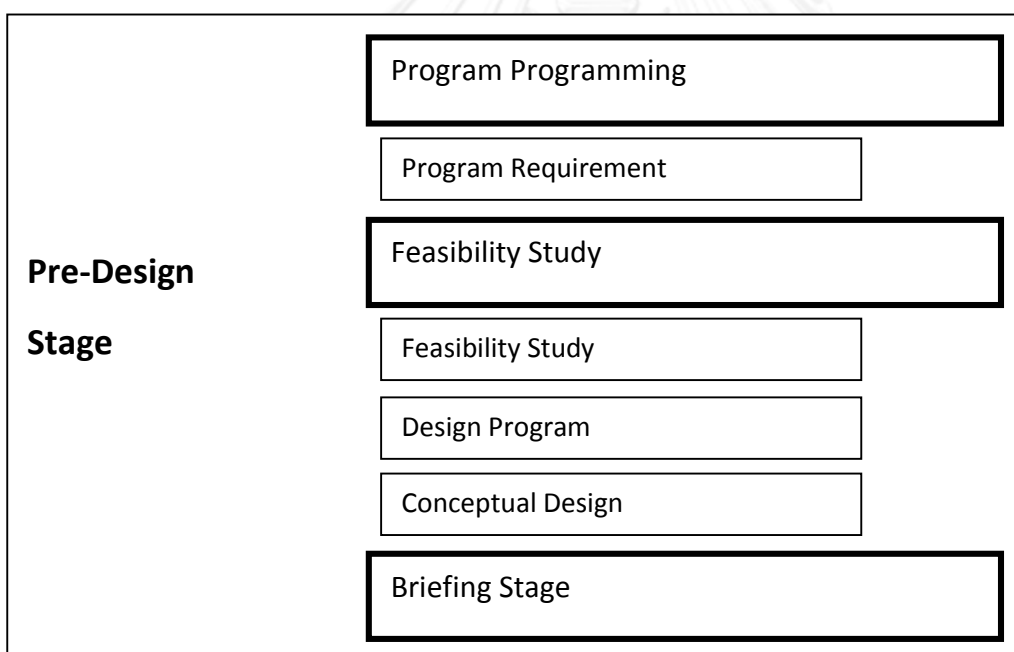 Program Programming
Program Requirement
Feasibility Study
Pre-Design
Stage
Feasibility Study
Design Program
Conceptual Design
Briefing Stage